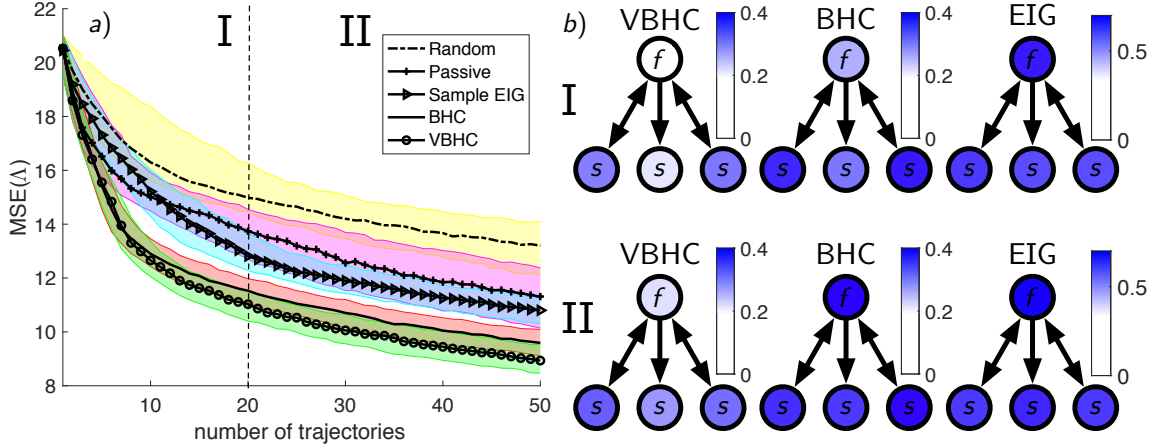 a)
I
II
Random
Passive
Sample EIG
BHC
VBHC
MSE(Λ)
22
20
18
16
14
12
10
8
10
20
30
40
50
number of trajectories
b)
VBHC
BHC
EIG
I
f
f
f
s s s
s s s
s s s
0.4
0.2
0
0.4
0.2
0
0.5
0
VBHC
BHC
EIG
II
f
f
f
s s s
s s s
s s s
0.4
0.2
0
0.4
0.2
0
0.5
0